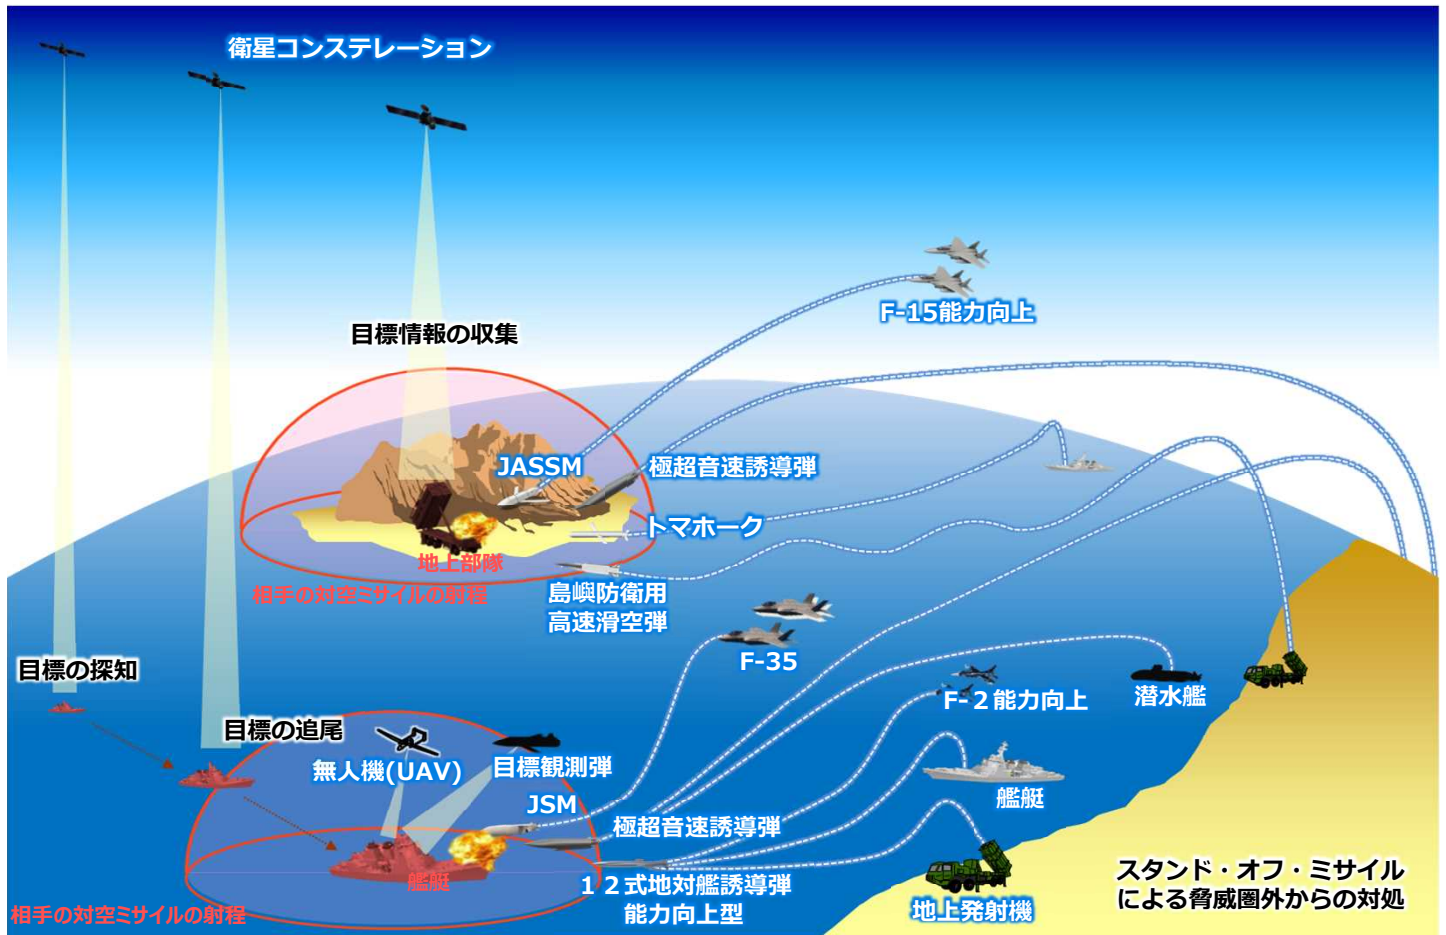 衛星コンステレーション
F-15能力向上
目標情報の収集
JASSM
極超音速誘導弾
トマホーク
地上部隊
相手の対空ミサイルの射程
島嶼防衛用
高速滑空弾
F-35
目標の探知
F-２能力向上
潜水艦
目標の追尾
無人機(UAV)
目標観測弾
艦艇
JSM
極超音速誘導弾
艦艇
１２式地対艦誘導弾
能力向上型
相手の対空ミサイルの射程
地上発射機
スタンド・オフ・ミサイル
による脅威圏外からの対処